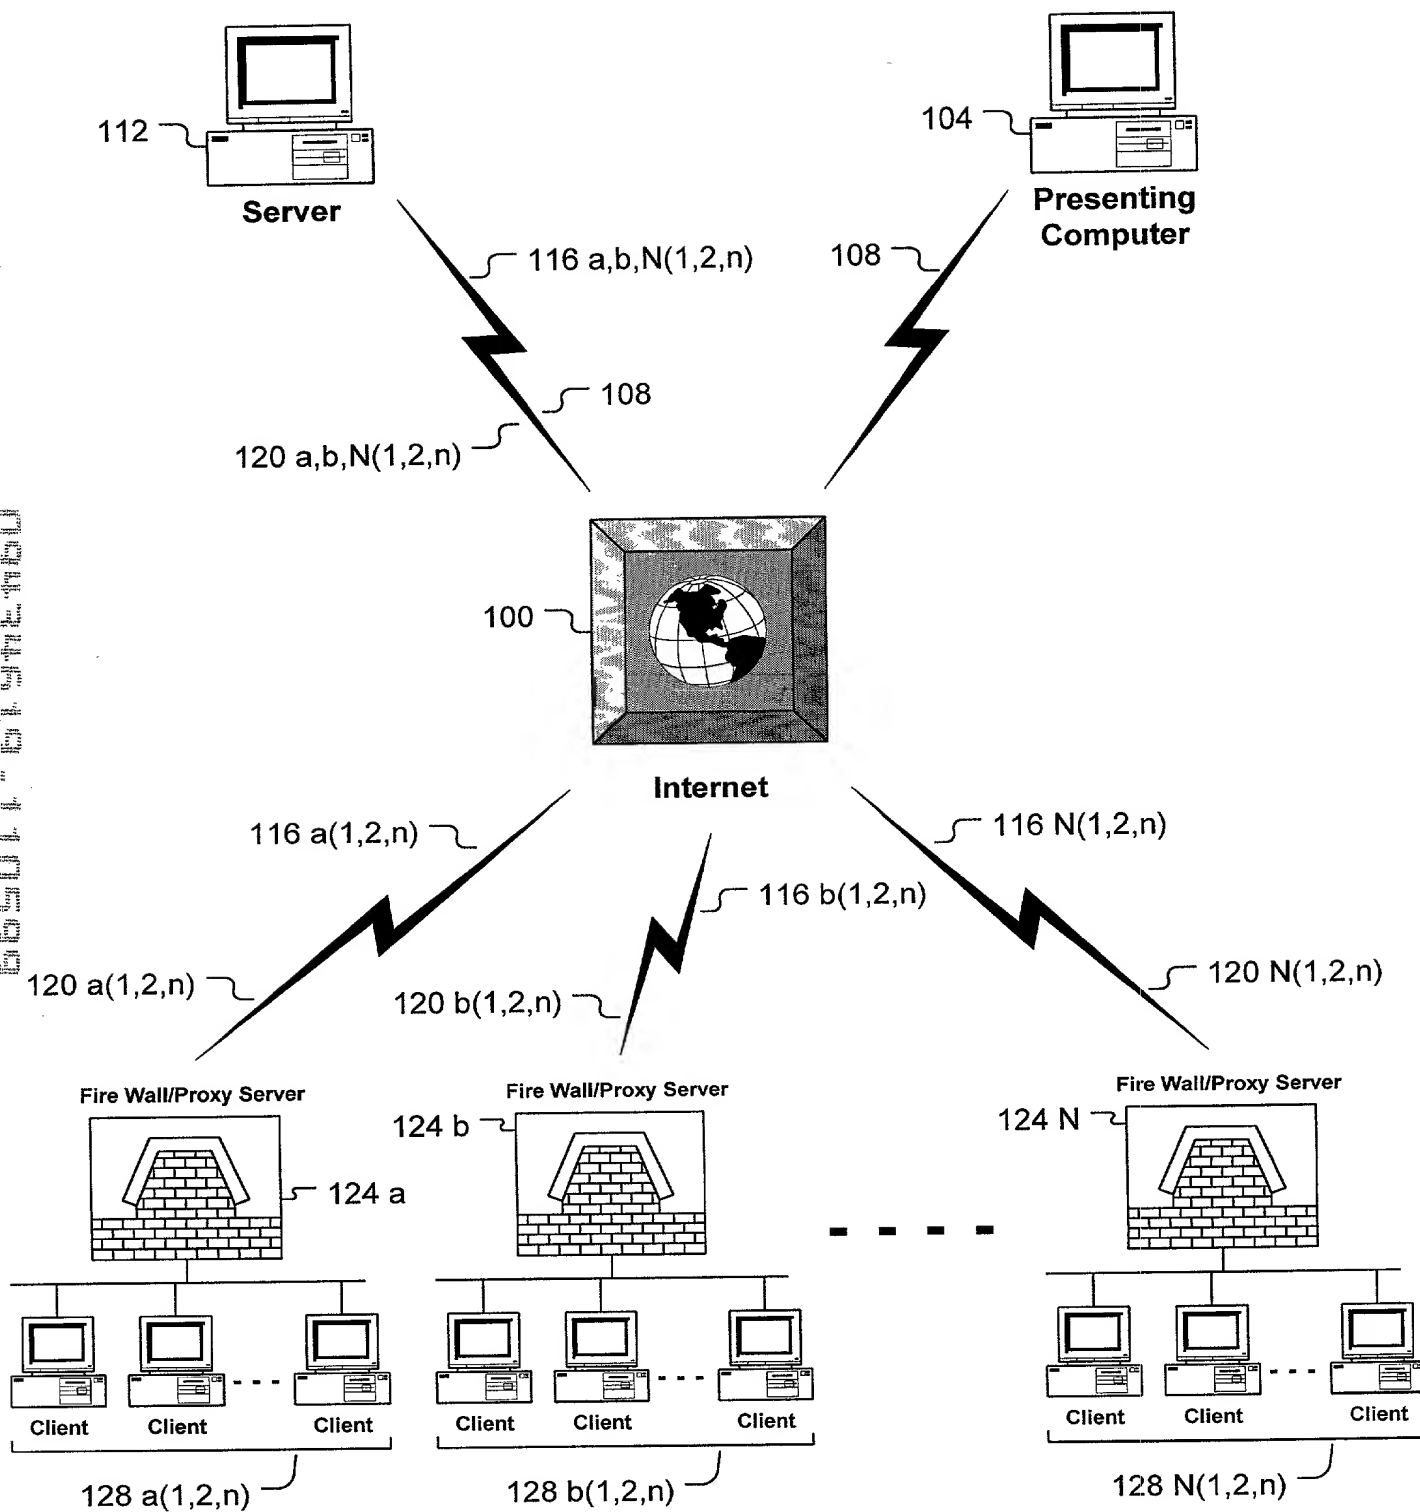 112
Server
104
Presenting
Computer
116 a,b,N(1,2,n)
108
108
120 a,b,N(1,2,n)
100
Internet
116 a(1,2,n)
116 N(1,2,n)
116 b(1,2,n)
120 a(1,2,n)
120 b(1,2,n)
120 N(1,2,n)
Fire Wall/Proxy Server
Fire Wall/Proxy Server
Fire Wall/Proxy Server
124 a
124 b
124 N
Client
Client
Client
Client
Client
Client
Client
Client
Client
128 a(1,2,n)
128 b(1,2,n)
128 N(1,2,n)